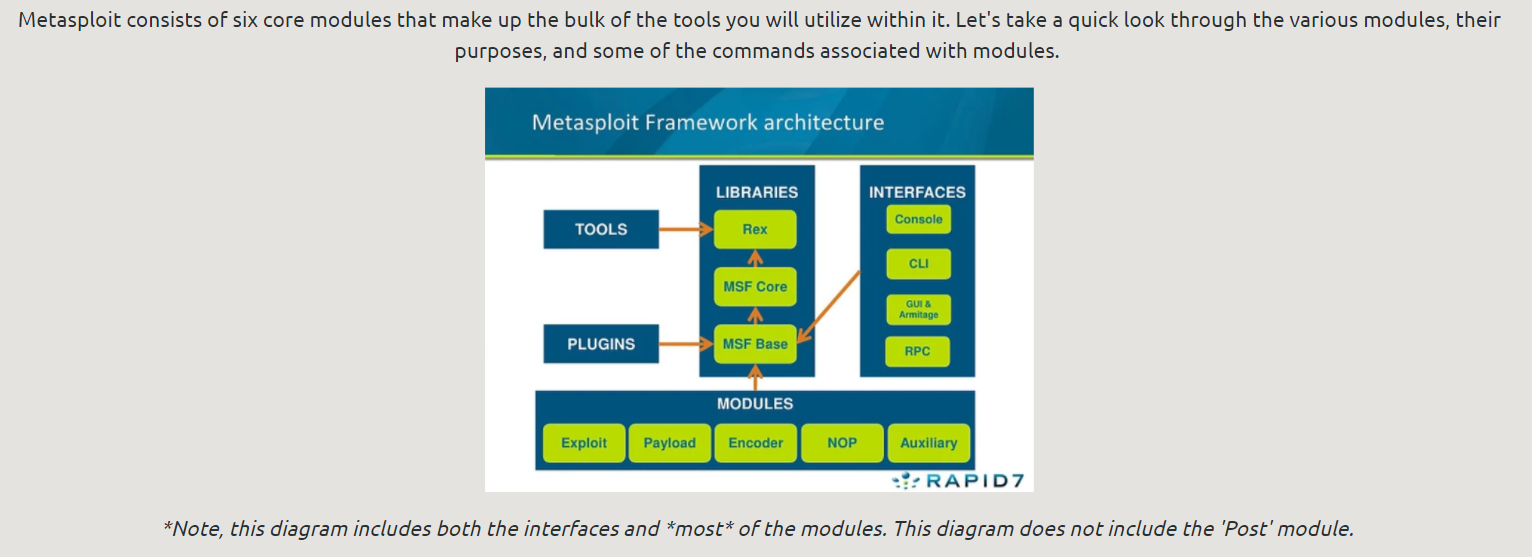 Metasploit consists of six core modules that make up the bulk of the tools you will utilize within it. Let's take a quick look through the various modules, their
purposes, and some of the commands associated with modules.
Metasploit Framework architecture
LIBRARIES
INTERFACES
TOOLS
Rex
Console
MSF Core
CLI
GUI &
Armitage
PLUGINS
MSF Base
RPC
MODULES
Exploit
Payload
Encoder
NOP
Auxiliary
RAPID7
*Note, this diagram includes both the interfaces and *most* of the modules. This diagram does not include the 'Post' module.